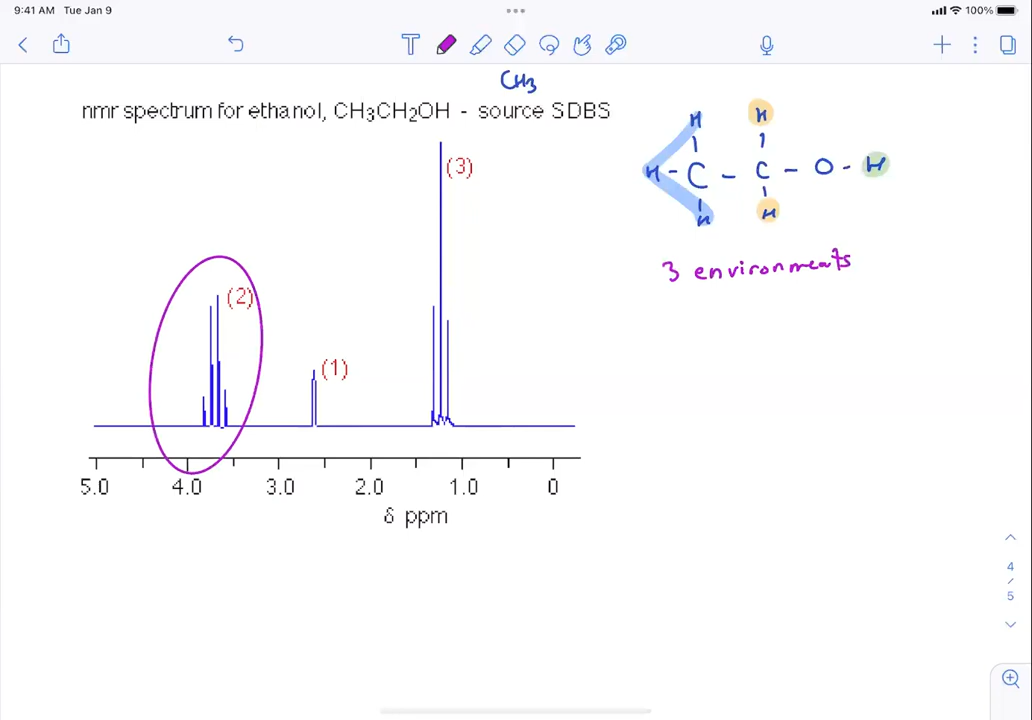 9:41 AM Tue Jan 9
100%
T
CH3
nmr spectrum for ethanol, CH3CH2OH - source SDBS
H H
H - C - C - O - H
H H
3 environments
(3)
(2)
(1)
5.0 4.0 3.0 2.0 1.0 0
δ ppm
4
/
5